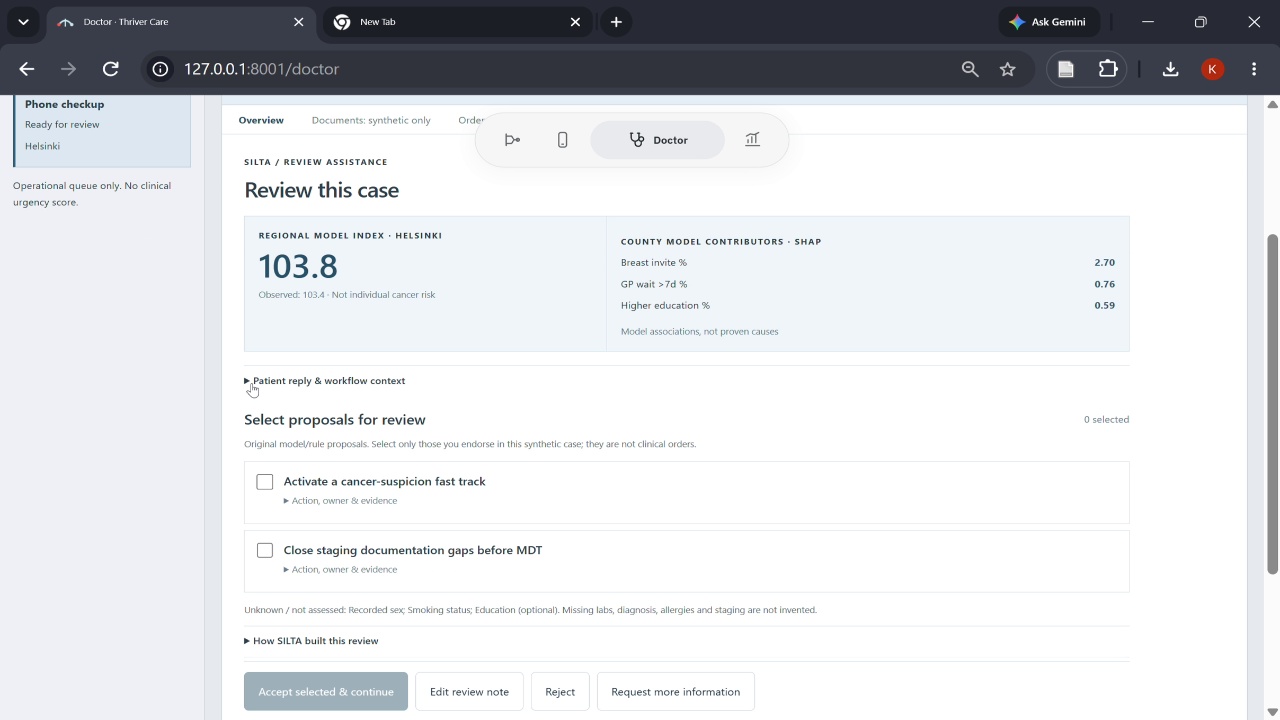 Doctor · Thriver Care
New Tab
Ask Gemini
127.0.0.1:8001/doctor
K
Phone checkup
Ready for review
Helsinki
Operational queue only. No clinical
urgency score.
Overview
Documents: synthetic only
Doctor
SILTA / REVIEW ASSISTANCE
Review this case
REGIONAL MODEL INDEX · HELSINKI
103.8
Observed: 103.4 · Not individual cancer risk
COUNTY MODEL CONTRIBUTORS · SHAP
Breast invite % 2.70
GP wait >7d % 0.76
Higher education % 0.59
Model associations, not proven causes
Patient reply & workflow context
Select proposals for review 0 selected
Original model/rule proposals. Select only those you endorse in this synthetic case; they are not clinical orders.
Activate a cancer-suspicion fast track
Action, owner & evidence
Close staging documentation gaps before MDT
Action, owner & evidence
Unknown / not assessed: Recorded sex; Smoking status; Education (optional). Missing labs, diagnosis, allergies and staging are not invented.
How SILTA built this review
Accept selected & continue
Edit review note
Reject
Request more information